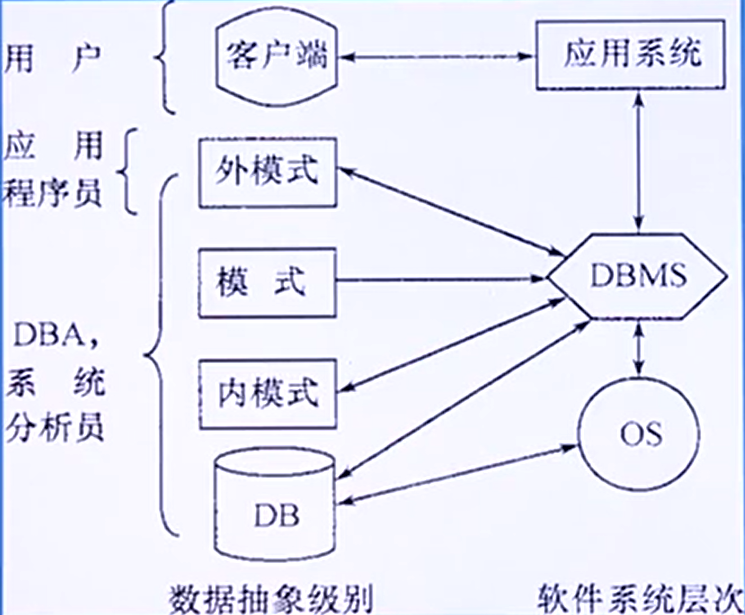 用 户
客户端
应用系统
应 用
程序员
外模式
模 式
DBMS
DBA，
系 统
分析员
内模式
OS
DB
数据抽象级别
软件系统层次